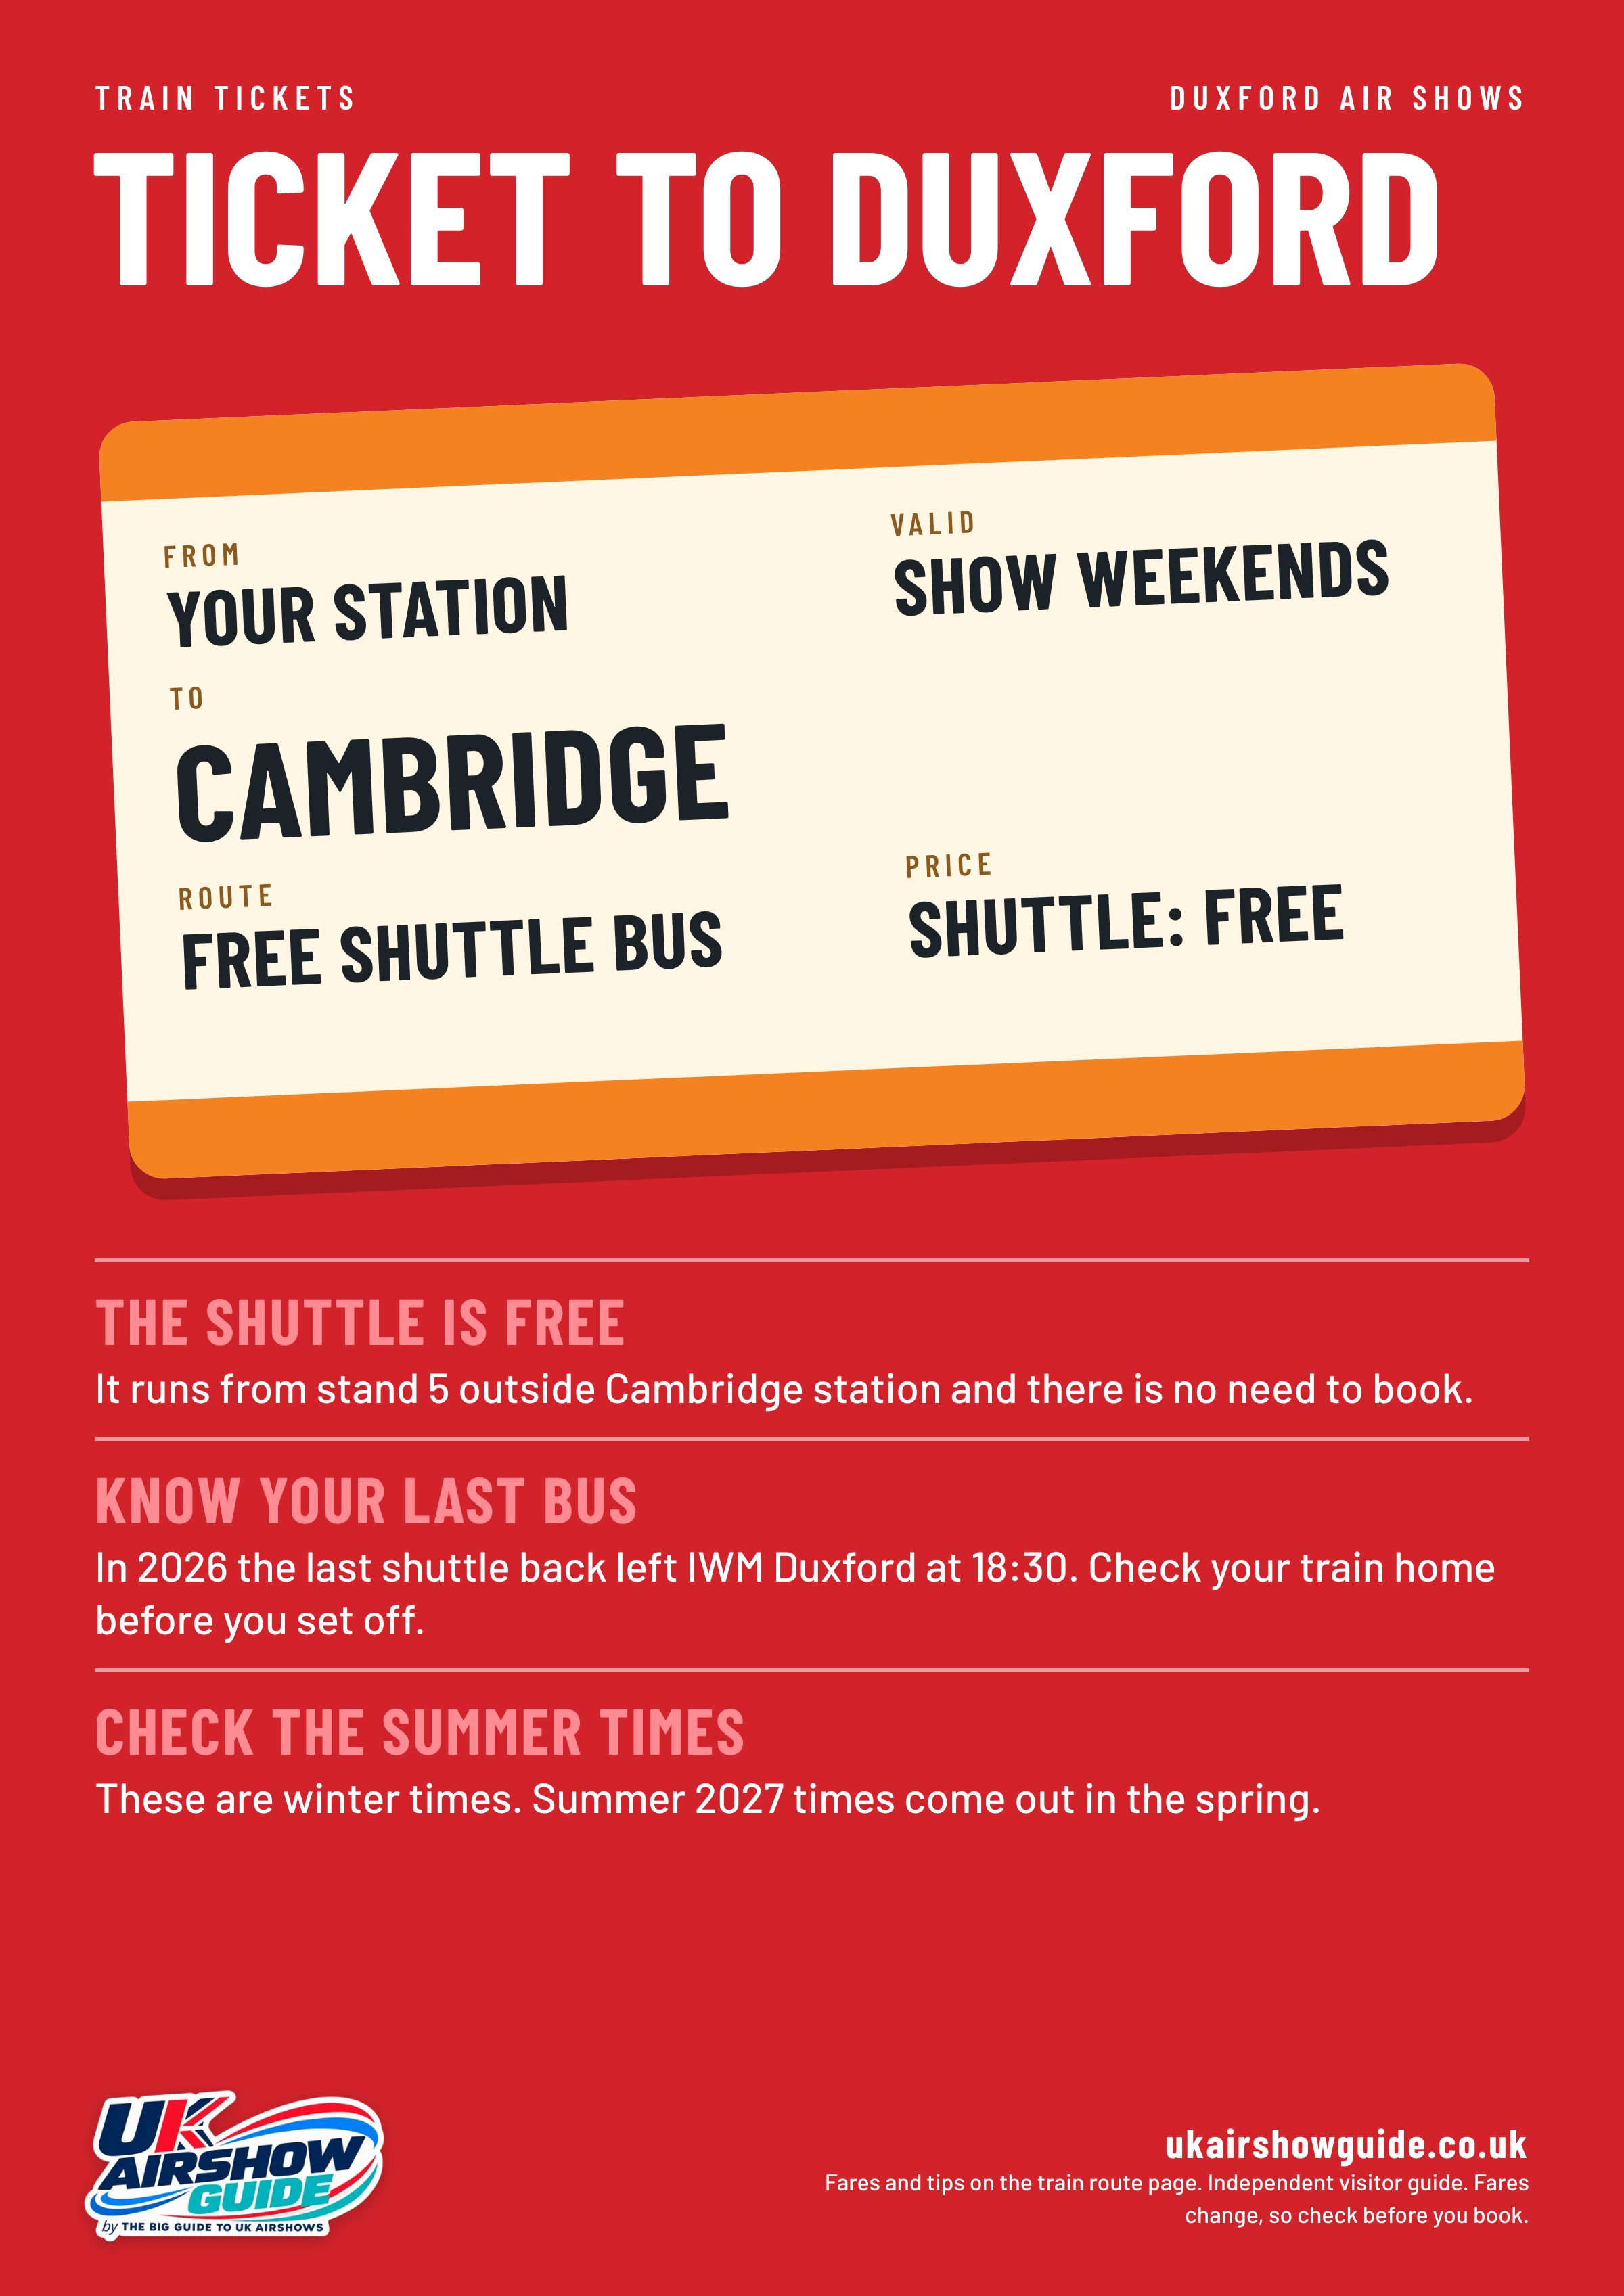 TRAIN TICKETS
DUXFORD AIR SHOWS
TICKET TO DUXFORD
FROM
YOUR STATION
VALID
SHOW WEEKENDS
TO
CAMBRIDGE
ROUTE
FREE SHUTTLE BUS
PRICE
SHUTTLE: FREE
THE SHUTTLE IS FREE
It runs from stand 5 outside Cambridge station and there is no need to book.
KNOW YOUR LAST BUS
In 2026 the last shuttle back left IWM Duxford at 18:30. Check your train home
before you set off.
CHECK THE SUMMER TIMES
These are winter times. Summer 2027 times come out in the spring.
UK
AIRSHOW
GUIDE
by THE BIG GUIDE TO UK AIRSHOWS
ukairshowguide.co.uk
Fares and tips on the train route page. Independent visitor guide. Fares
change, so check before you book.